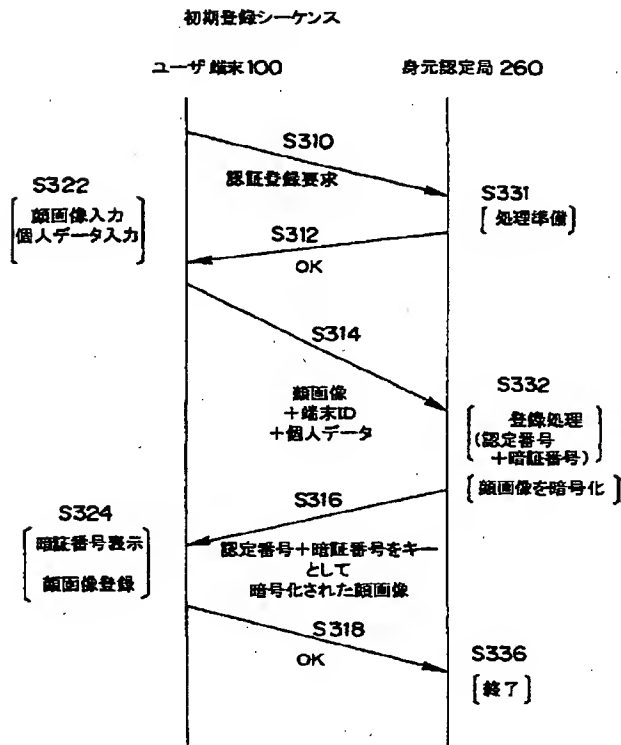 初期登録シーケンス
ユーザ端末100
身元認定局260
S310
認証登録要求
S322
顔画像入力
個人データ入力
S331
処理準備
S312
OK
S314
顔画像
+端末ID
+個人データ
S332
登録処理
(認定番号
+暗証番号)
顔画像を暗号化
S316
認定番号+暗証番号をキー
として
暗号化された顔画像
S324
暗証番号表示
顔画像登録
S318
OK
S336
終了